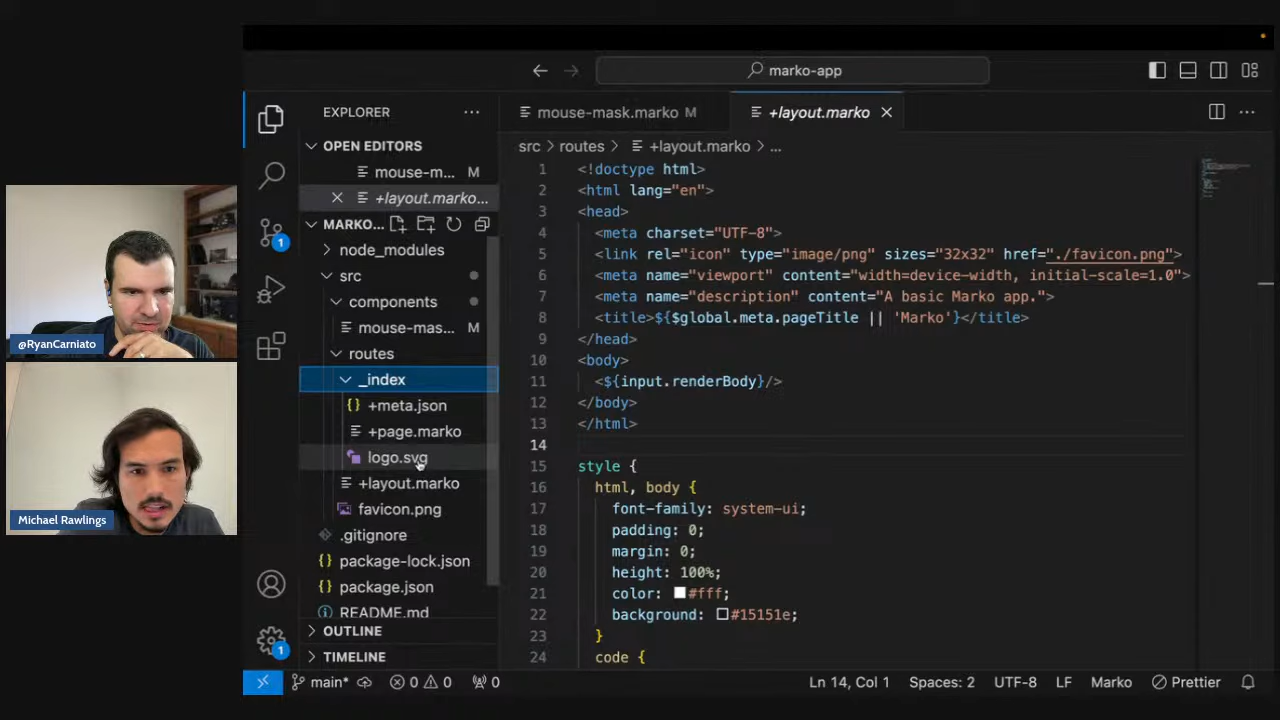 marko-app
EXPLORER
OPEN EDITORS
mouse-m... M
+layout.marko...
MARKO...
node_modules
src
components
mouse-mas... M
routes
_index
{} +meta.json
+page.marko
logo.svg
+layout.marko
favicon.png
.gitignore
{} package-lock.json
{} package.json
README.md
OUTLINE
TIMELINE
1
1
@RyanCarniato
Michael Rawlings
mouse-mask.marko M
+layout.marko
src > routes > +layout.marko > ...
1 <!doctype html>
2 <html lang="en">
3 <head>
4 <meta charset="UTF-8">
5 <link rel="icon" type="image/png" sizes="32x32" href="./favicon.png">
6 <meta name="viewport" content="width=device-width, initial-scale=1.0">
7 <meta name="description" content="A basic Marko app.">
8 <title>${$global.meta.pageTitle || 'Marko'}</title>
9 </head>
10 <body>
11 <${input.renderBody}/>
12 </body>
13 </html>
14
15 style {
16 html, body {
17 font-family: system-ui;
18 padding: 0;
19 margin: 0;
20 height: 100%;
21 color: #fff;
22 background: #15151e;
23 }
24 code {
main* 0 0 0 Ln 14, Col 1 Spaces: 2 UTF-8 LF Marko Prettier